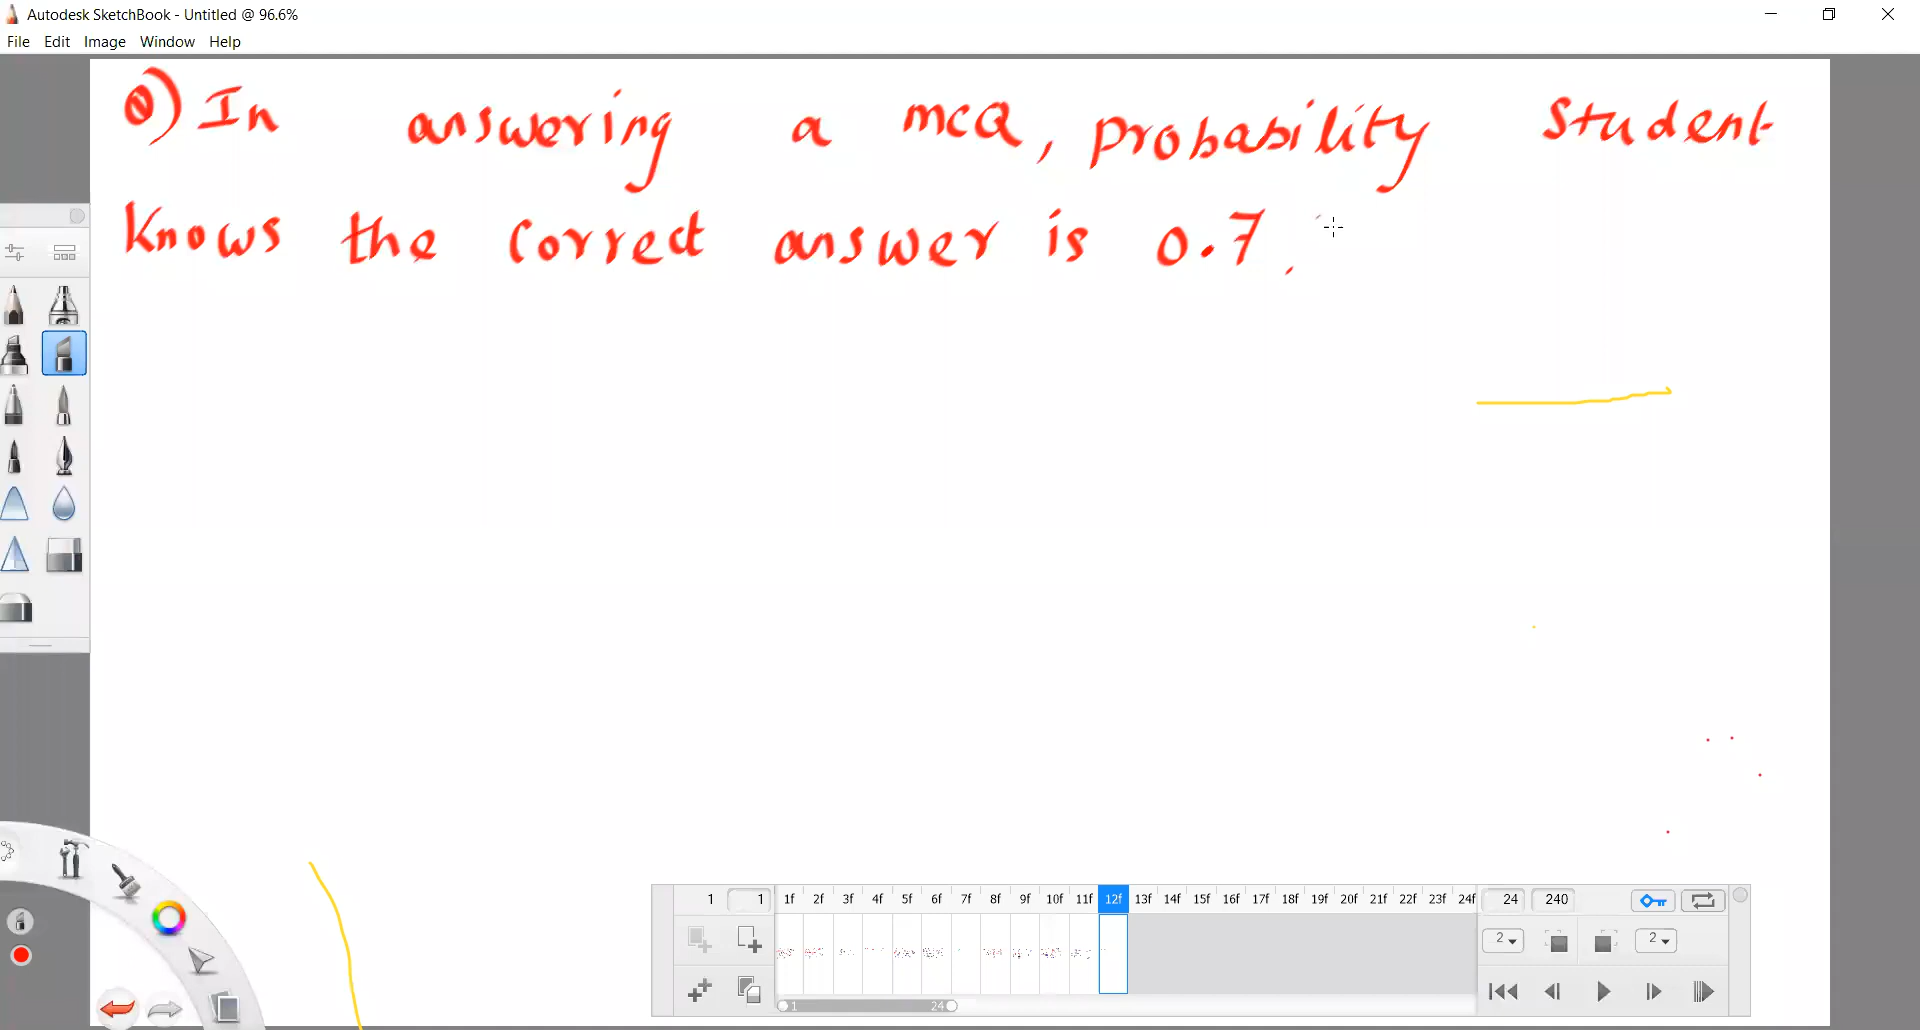 Autodesk SketchBook - Untitled @ 96.6%
File Edit Image Window Help
Q) In answering a mcQ, probability student
knows the correct answer is 0.7.
1 1 1f 2f 3f 4f 5f 6f 7f 8f 9f 10f 11f 12f 13f 14f 15f 16f 17f 18f 19f 20f 21f 22f 23f 24f 24 240
2 2
1 24